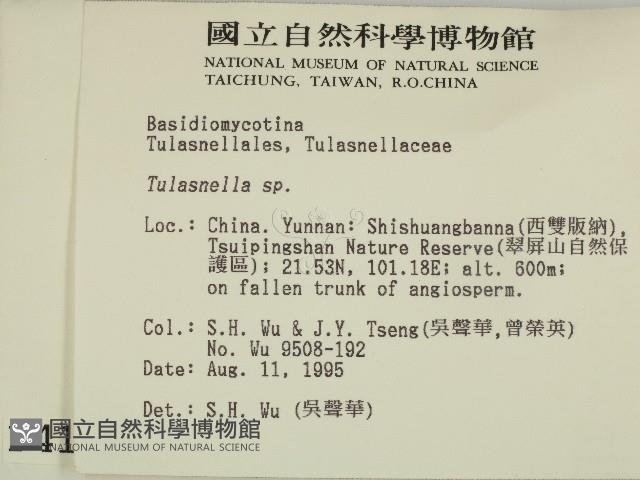 國立自然科學博物館
NATIONAL MUSEUM OF NATURAL SCIENCE
TAICHUNG, TAIWAN, R.O.CHINA
Basidiomycotina
Tulasnellales, Tulasnellaceae
Tulasnella sp.
Loc.: China. Yunnan: Shishuangbanna(西雙版納),
Tsuipingshan Nature Reserve(翠屏山自然保
護區); 21.53N, 101.18E; alt. 600m;
on fallen trunk of angiosperm.
Col.: S.H. Wu & J.Y. Tseng(吳聲華,曾榮英)
No. Wu 9508-192
Date: Aug. 11, 1995
Det.: S.H. Wu (吳聲華)
國立自然科學博物館
NATIONAL MUSEUM OF NATURAL SCIENCE